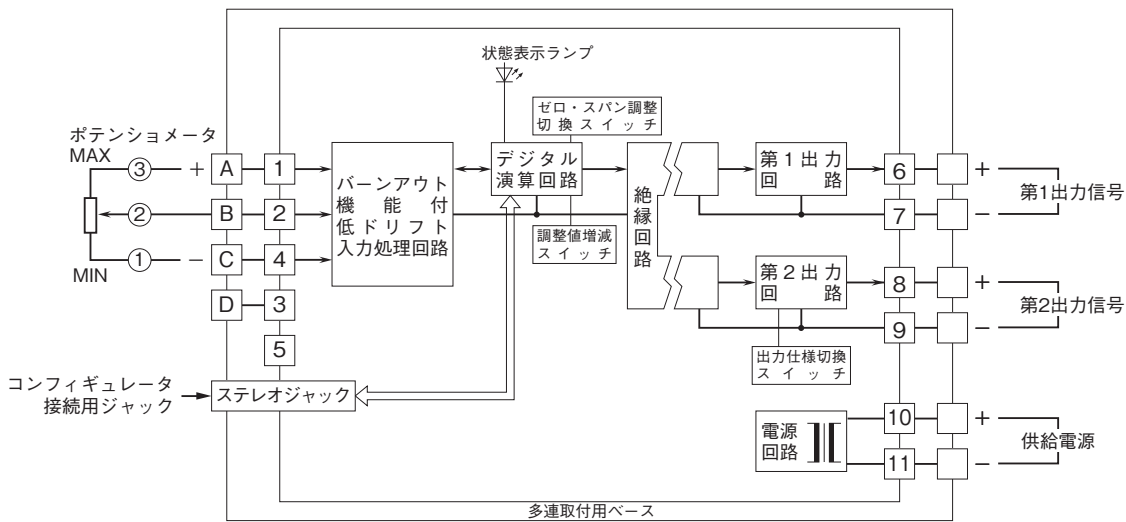 状態表示ランプ
ゼロ・スパン調整
切換スイッチ
ポテンショメータ
MAX
③
+
A
1
バーンアウト
機能付
低ドリフト
入力処理回路
デジタル
演算回路
絶縁回路
第1出力
回路
6
+
第1出力信号
②
B
2
7
−
調整値増減
スイッチ
MIN
①
−
C
4
第2出力
回路
8
+
第2出力信号
D
3
9
−
5
出力仕様切換
スイッチ
コンフィギュレータ
接続用ジャック
ステレオジャック
電源
回路
10
+
供給電源
11
−
多連取付用ベース